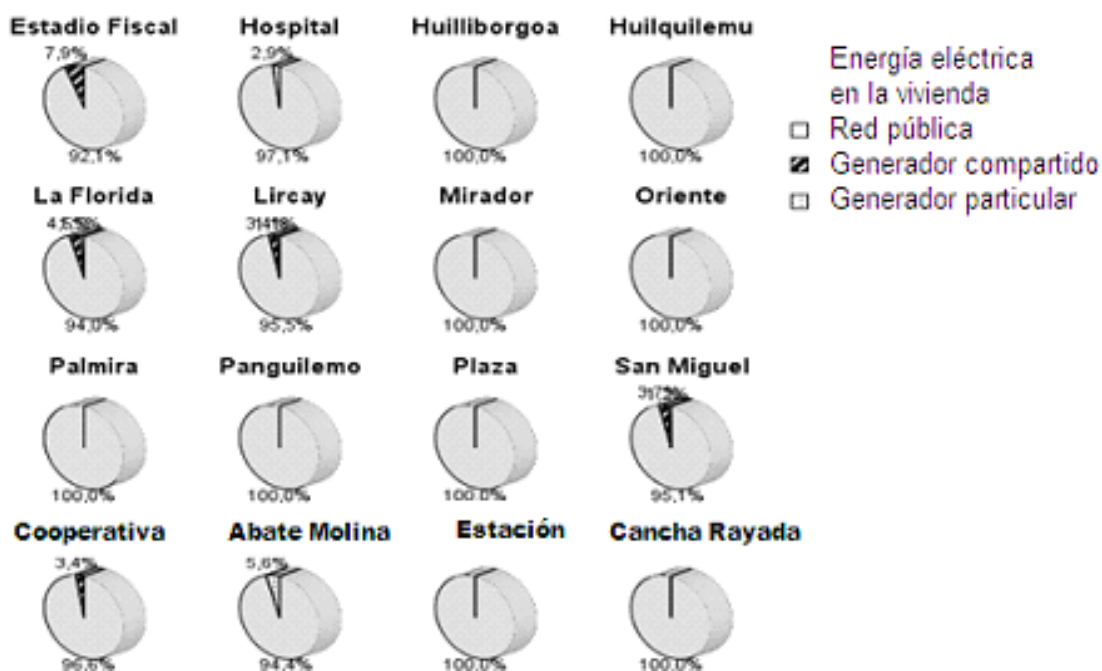 Estadio Fiscal Hospital Huilliborgoa Huilquilemu
7,9% 2,9%
92,1% 97,1% 100,0% 100,0%
Energía eléctrica
en la vivienda
Red pública
Generador compartido
Generador particular
La Florida Lircay Mirador Oriente
94,0% 95,5% 100,0% 100,0%
Palmira Panguilemo Plaza San Miguel
100,0% 100,0% 100,0% 95,1%
Cooperativa Abate Molina Estación Cancha Rayada
3,4% 5,6%
96,6% 94,4% 100,0% 100,0%